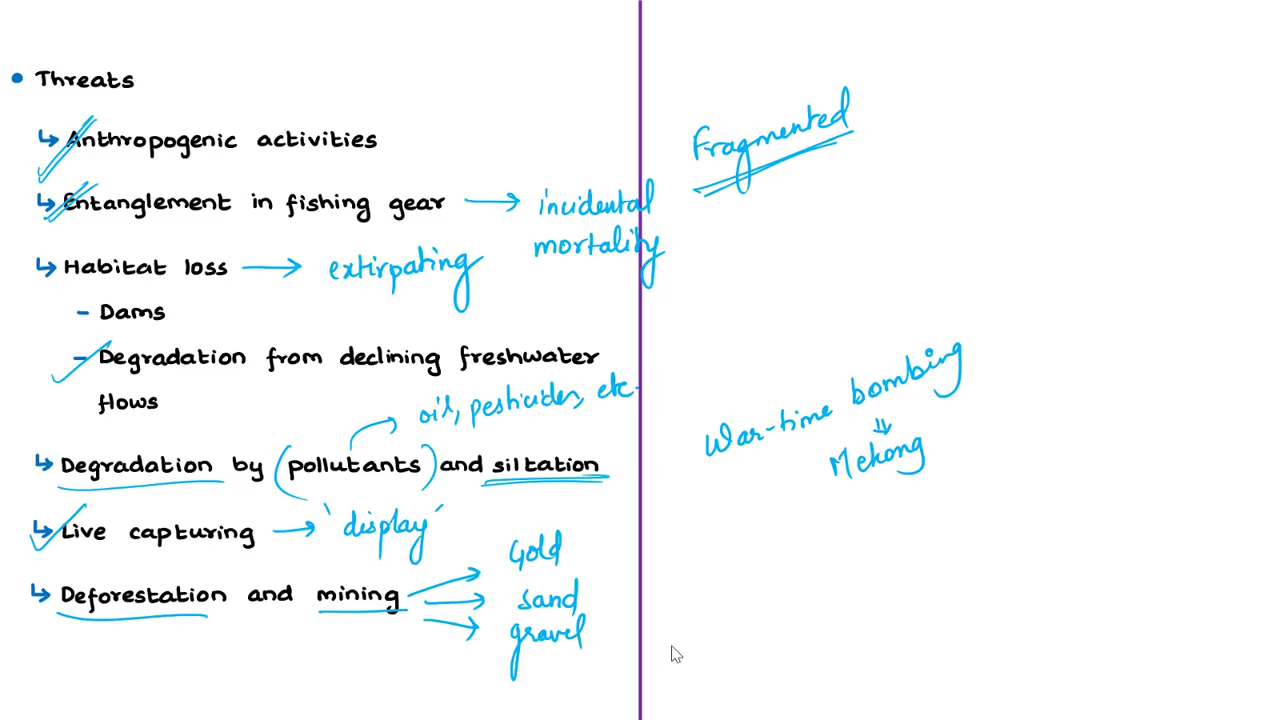 Threats
Anthropogenic activities
Entanglement in fishing gear → incidental
mortality
Habitat loss → extirpating
- Dams
- Degradation from declining freshwater
flows
oil, pesticides, etc.
Degradation by (pollutants) and siltation
Live capturing → 'display'
Gold
Deforestation and mining
sand
gravel
Fragmented
War-time bombing
Mekong